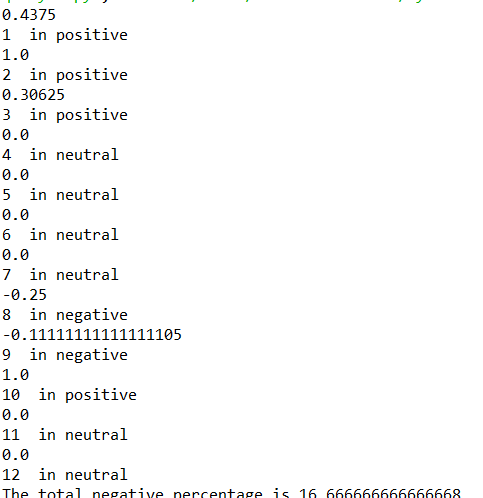 0.4375
1  in positive
1.0
2  in positive
0.30625
3  in positive
0.0
4  in neutral
0.0
5  in neutral
0.0
6  in neutral
0.0
7  in neutral
-0.25
8  in negative
-0.11111111111111105
9  in negative
1.0
10  in positive
0.0
11  in neutral
0.0
12  in neutral
The total negative percentage is 16.666666666666668